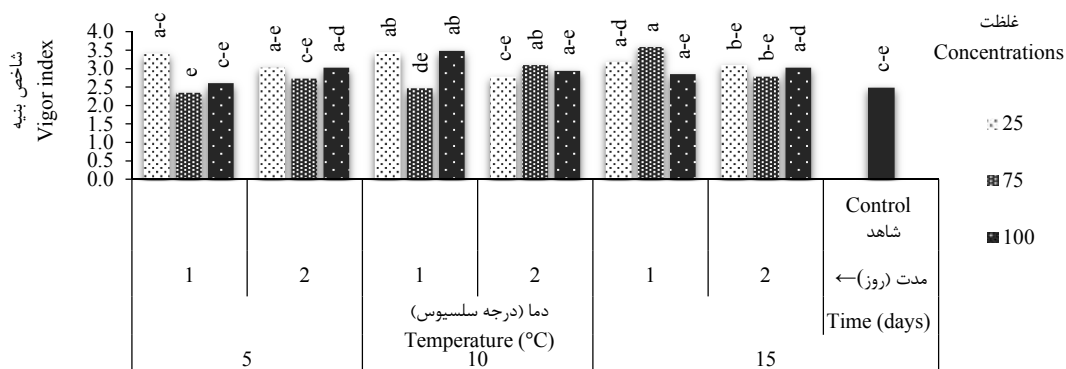 شاخص بنیه
Vigor index
4.0
3.5
3.0
2.5
2.0
1.5
1.0
0.5
0.0
a-c
e
c-e
a-e
c-e
a-d
ab
de
ab
c-e
ab
a-e
a-d
a
a-e
b-e
b-e
a-d
c-e
غلظت
Concentrations
25
75
100
Control
شاهد
1 2 1 2 1 2 مدت (روز)←
دما (درجه سلسیوس)
Temperature (°C)
Time (days)
5 10 15